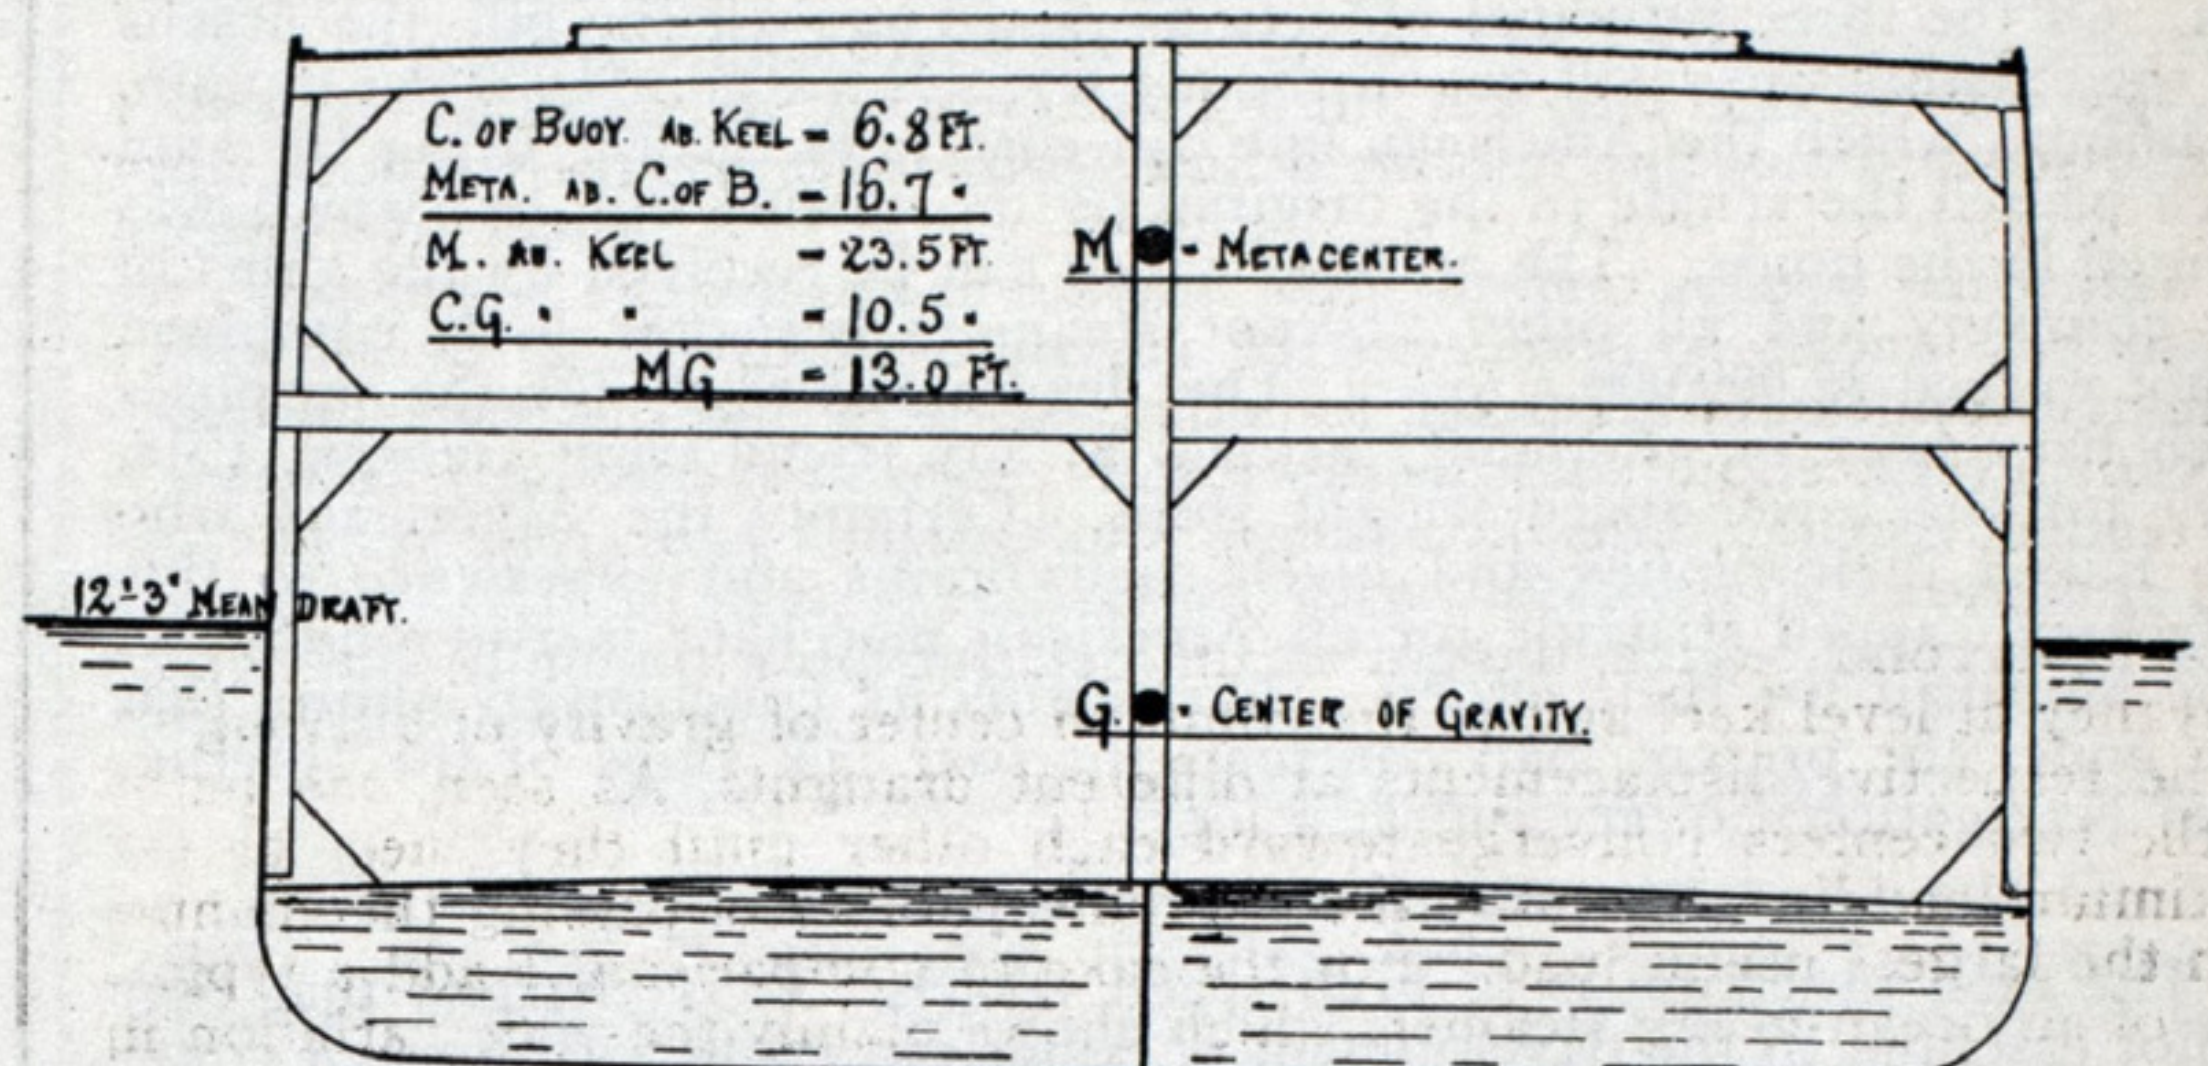 C. OF BUOY. AB. KEEL = 6.8 FT.
META. AB. C. OF B. = 16.7 "
M. AB. KEEL = 23.5 FT.
C.G. " " = 10.5 "
MG = 13.0 FT.
M - METACENTER.
12'-3" MEAN DRAFT.
G. - CENTER OF GRAVITY.